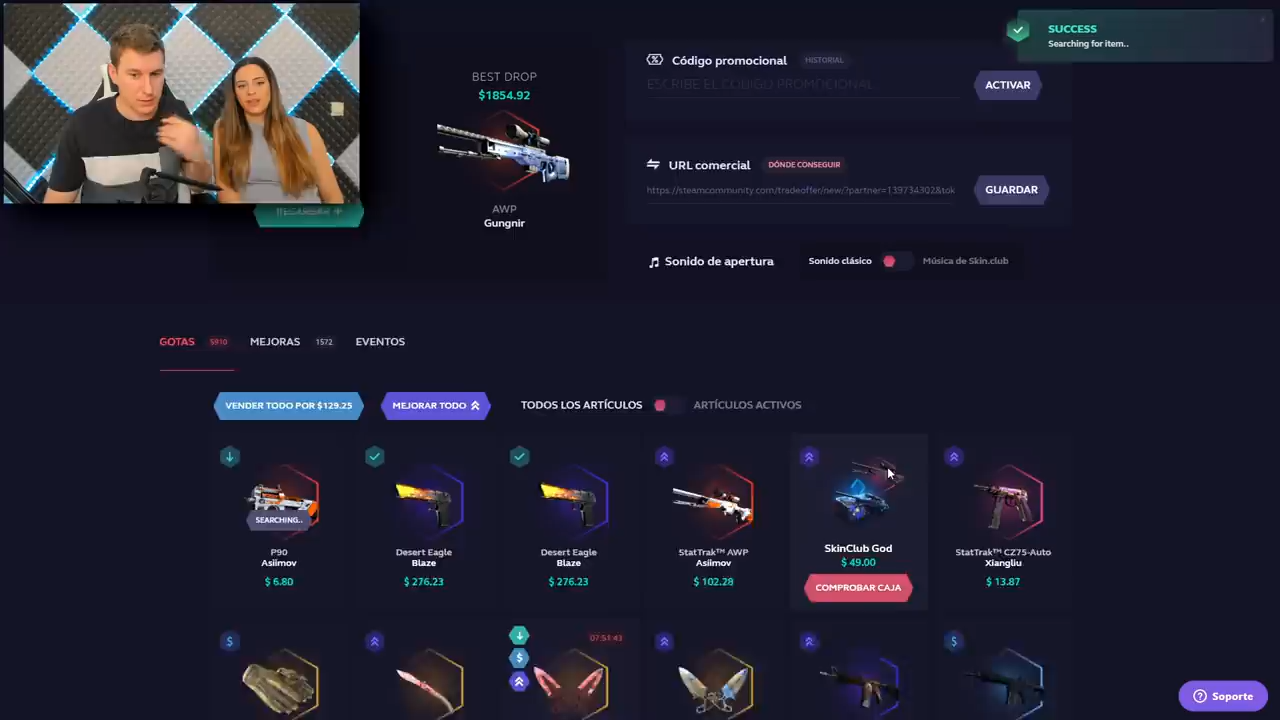 SUCCESS
Searching for item..
BEST DROP
$1854.92
AWP
Gungnir
Código promocional HISTORIAL
ESCRIBE EL CÓDIGO PROMOCIONAL
ACTIVAR
URL comercial DÓNDE CONSEGUIR
https://steamcommunity.com/tradeoffer/new/?partner=139734302&tok
GUARDAR
Sonido de apertura
Sonido clásico
Música de Skin.club
GOTAS 5910 MEJORAS 1572 EVENTOS
VENDER TODO POR $129.25
MEJORAR TODO
TODOS LOS ARTÍCULOS
ARTÍCULOS ACTIVOS
SEARCHING..
P90
Asiimov
$ 6.80
Desert Eagle
Blaze
$ 276.23
Desert Eagle
Blaze
$ 276.23
StatTrak™ AWP
Asiimov
$ 102.28
SkinClub God
$ 49.00
COMPROBAR CAJA
StatTrak™ CZ75-Auto
Xiangliu
$ 13.87
07:51:43
Soporte